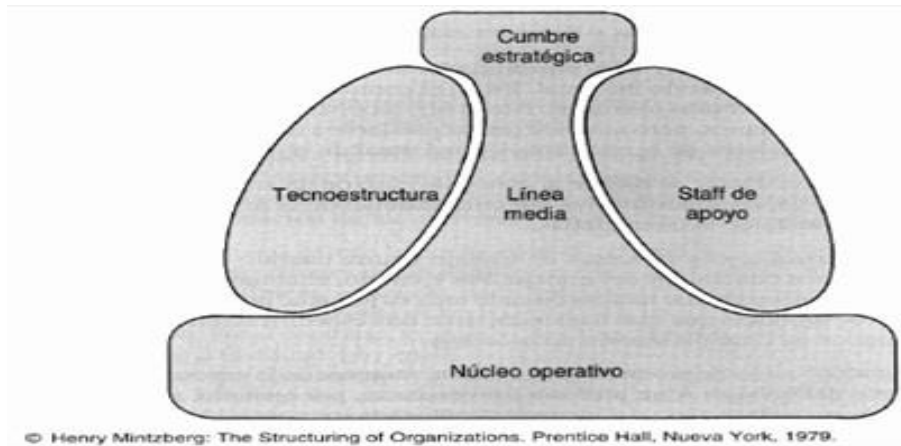 Cumbre
estratégica
Tecnoestructura
Línea
media
Staff de
apoyo
Núcleo operativo
© Henry Mintzberg: The Structuring of Organizations. Prentice Hall, Nueva York, 1979.